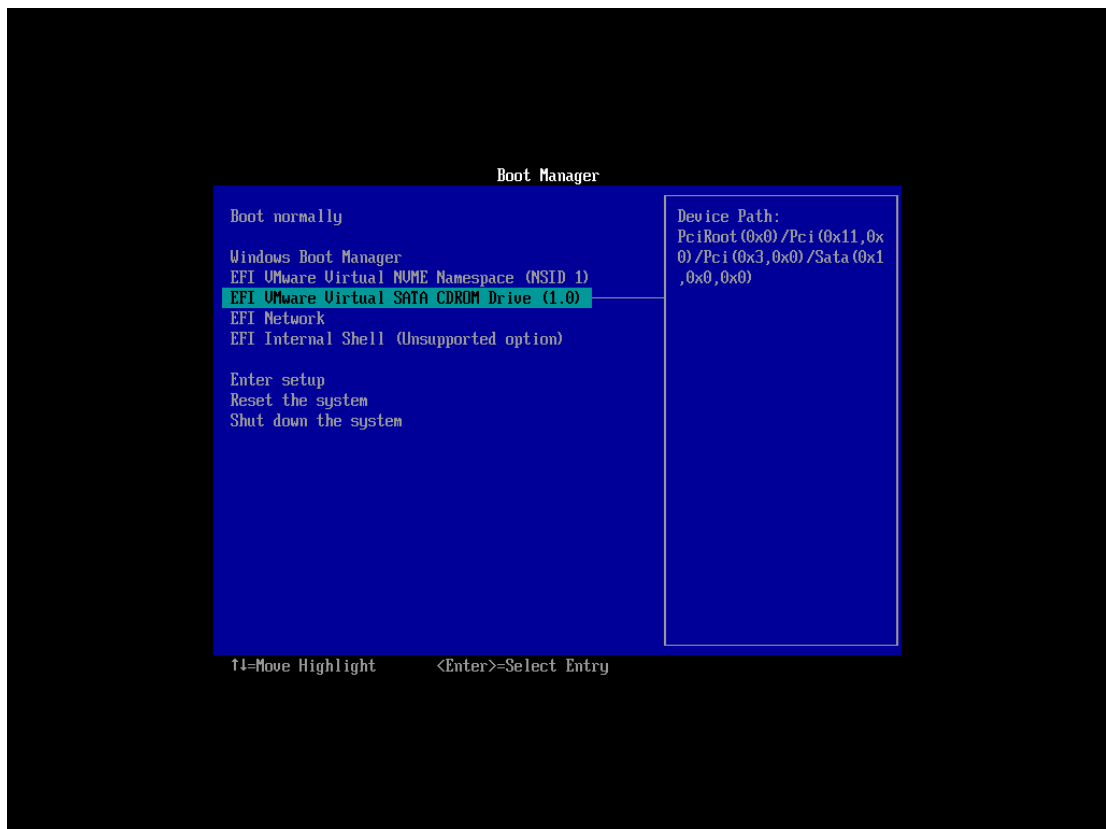 Boot Manager
Boot normally
Windows Boot Manager
EFI VMware Virtual NVME Namespace (NSID 1)
EFI VMware Virtual SATA CDROM Drive (1.0)
EFI Network
EFI Internal Shell (Unsupported option)
Enter setup
Reset the system
Shut down the system
Device Path:
PciRoot(0x0)/Pci(0x11,0x
0)/Pci(0x3,0x0)/Sata(0x1
,0x0,0x0)
↑↓=Move Highlight <Enter>=Select Entry